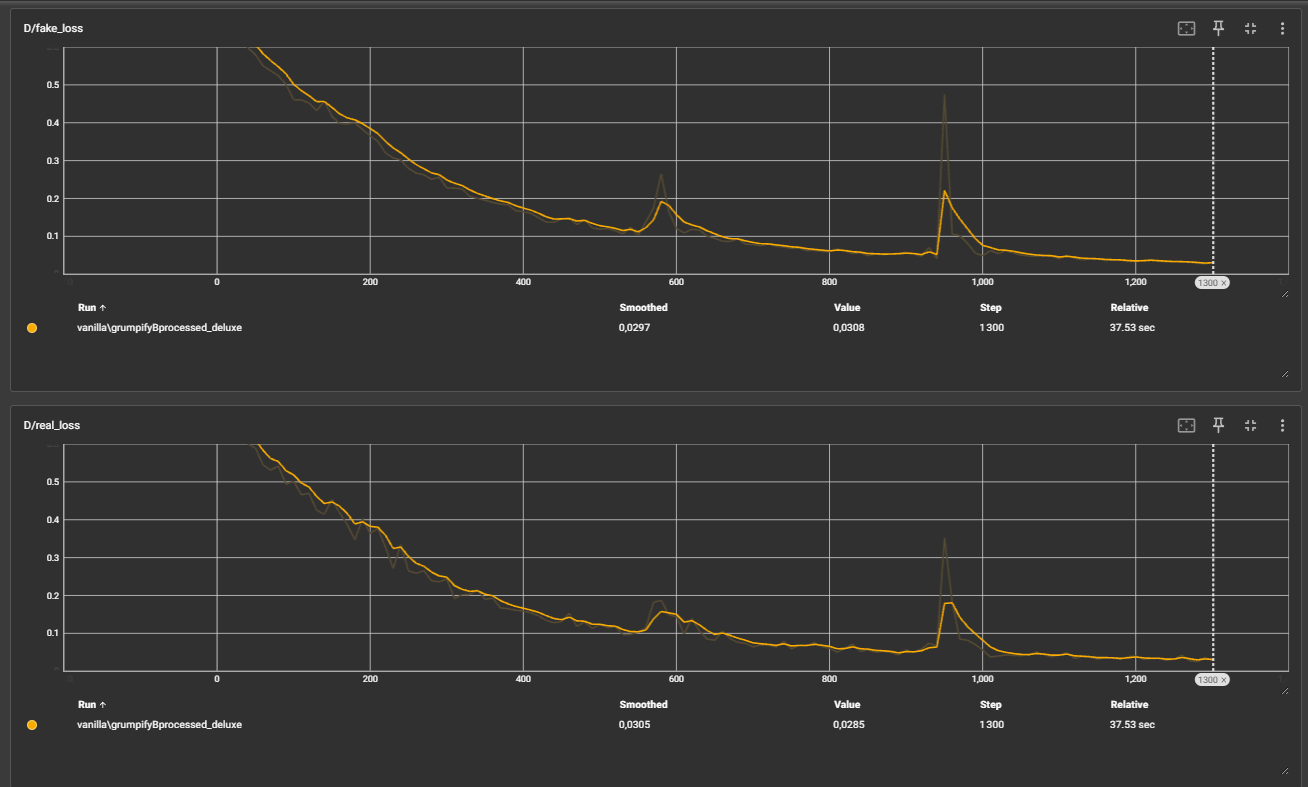 D/fake_loss
0.5
0.4
0.3
0.2
0.1
0 200 400 600 800 1,000 1,200 1300 ×
Run ↑ Smoothed Value Step Relative
vanilla\grumpifyBprocessed_deluxe 0,0297 0,0308 1 300 37.53 sec
D/real_loss
0.5
0.4
0.3
0.2
0.1
0 200 400 600 800 1,000 1,200 1300 ×
Run ↑ Smoothed Value Step Relative
vanilla\grumpifyBprocessed_deluxe 0,0305 0,0285 1 300 37.53 sec